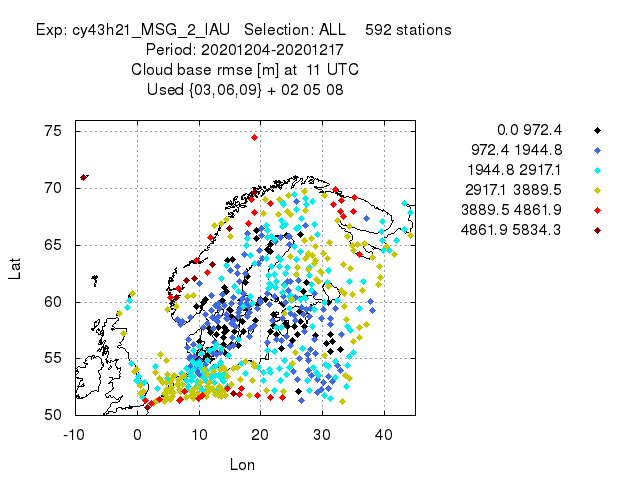 Exp: cy43h21_MSG_2_IAU Selection: ALL 592 stations
Period: 20201204-20201217
Cloud base rmse [m] at 11 UTC
Used {03,06,09} + 02 05 08
0.0 972.4
972.4 1944.8
1944.8 2917.1
2917.1 3889.5
3889.5 4861.9
4861.9 5834.3
75
70
65
60
55
50
Lat
-10 0 10 20 30 40
Lon